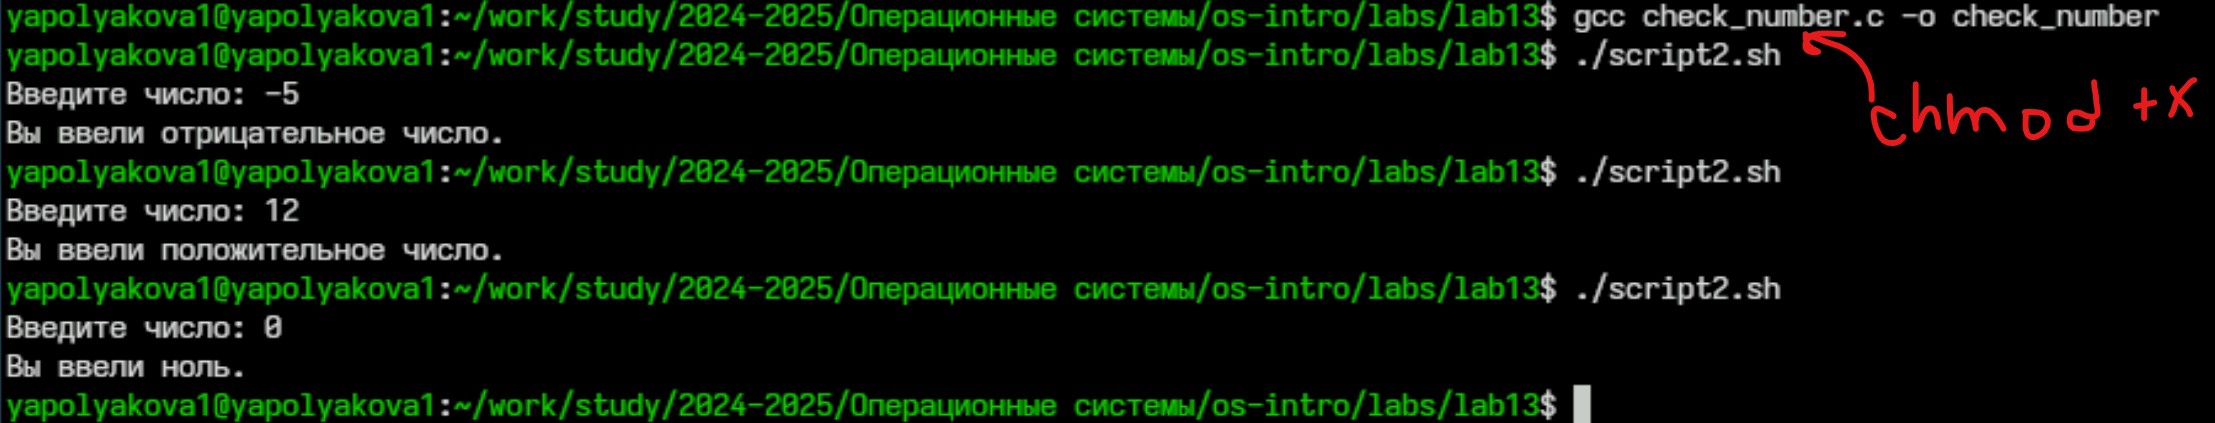 yapolyakova1@yapolyakova1:~/work/study/2024-2025/Операционные системы/os-intro/labs/lab13$ gcc check_number.c -o check_number
yapolyakova1@yapolyakova1:~/work/study/2024-2025/Операционные системы/os-intro/labs/lab13$ ./script2.sh
Введите число: -5
chmod +x
Вы ввели отрицательное число.
yapolyakova1@yapolyakova1:~/work/study/2024-2025/Операционные системы/os-intro/labs/lab13$ ./script2.sh
Введите число: 12
Вы ввели положительное число.
yapolyakova1@yapolyakova1:~/work/study/2024-2025/Операционные системы/os-intro/labs/lab13$ ./script2.sh
Введите число: 0
Вы ввели ноль.
yapolyakova1@yapolyakova1:~/work/study/2024-2025/Операционные системы/os-intro/labs/lab13$